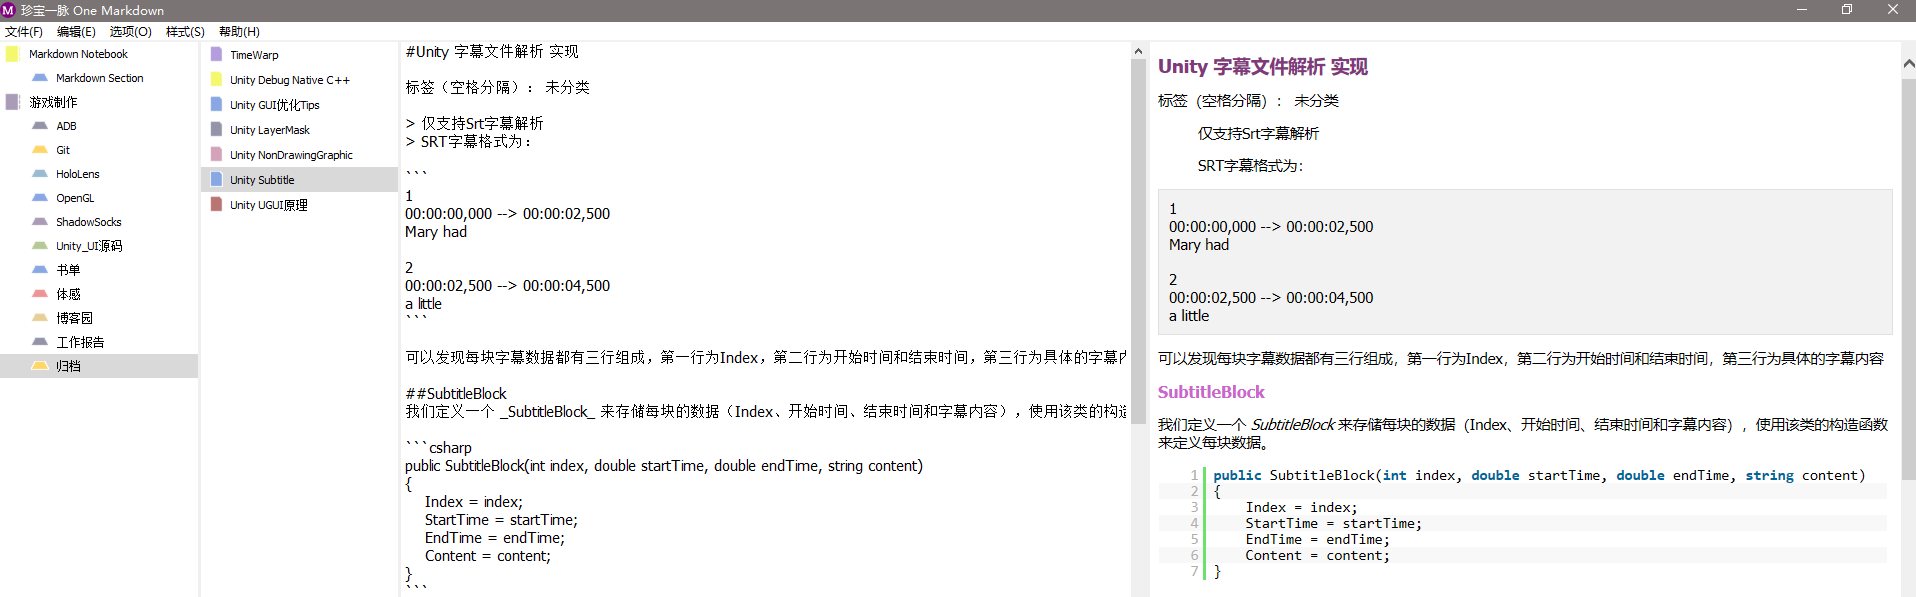 珍宝一脉 One Markdown
文件(F) 编辑(E) 选项(O) 样式(S) 帮助(H)
Markdown Notebook
Markdown Section
游戏制作
ADB
Git
HoloLens
OpenGL
ShadowSocks
Unity_UI源码
书单
体感
博客园
工作报告
归档
TimeWarp
Unity Debug Native C++
Unity GUI优化Tips
Unity LayerMask
Unity NonDrawingGraphic
Unity Subtitle
Unity UGUI原理
#Unity 字幕文件解析 实现
标签（空格分隔）： 未分类
> 仅支持Srt字幕解析
> SRT字幕格式为：
```
1
00:00:00,000 --> 00:00:02,500
Mary had
2
00:00:02,500 --> 00:00:04,500
a little
```
可以发现每块字幕数据都有三行组成，第一行为Index，第二行为开始时间和结束时间，第三行为具体的字幕内
##SubtitleBlock
我们定义一个 _SubtitleBlock_ 来存储每块的数据（Index、开始时间、结束时间和字幕内容），使用该类的构造
```csharp
public SubtitleBlock(int index, double startTime, double endTime, string content)
{
Index = index;
StartTime = startTime;
EndTime = endTime;
Content = content;
}
```
Unity 字幕文件解析 实现
标签（空格分隔）： 未分类
仅支持Srt字幕解析
SRT字幕格式为：
1
00:00:00,000 --> 00:00:02,500
Mary had
2
00:00:02,500 --> 00:00:04,500
a little
可以发现每块字幕数据都有三行组成，第一行为Index，第二行为开始时间和结束时间，第三行为具体的字幕内容
SubtitleBlock
我们定义一个 SubtitleBlock 来存储每块的数据（Index、开始时间、结束时间和字幕内容），使用该类的构造函数
来定义每块数据。
1 public SubtitleBlock(int index, double startTime, double endTime, string content)
2 {
3 Index = index;
4 StartTime = startTime;
5 EndTime = endTime;
6 Content = content;
7 }